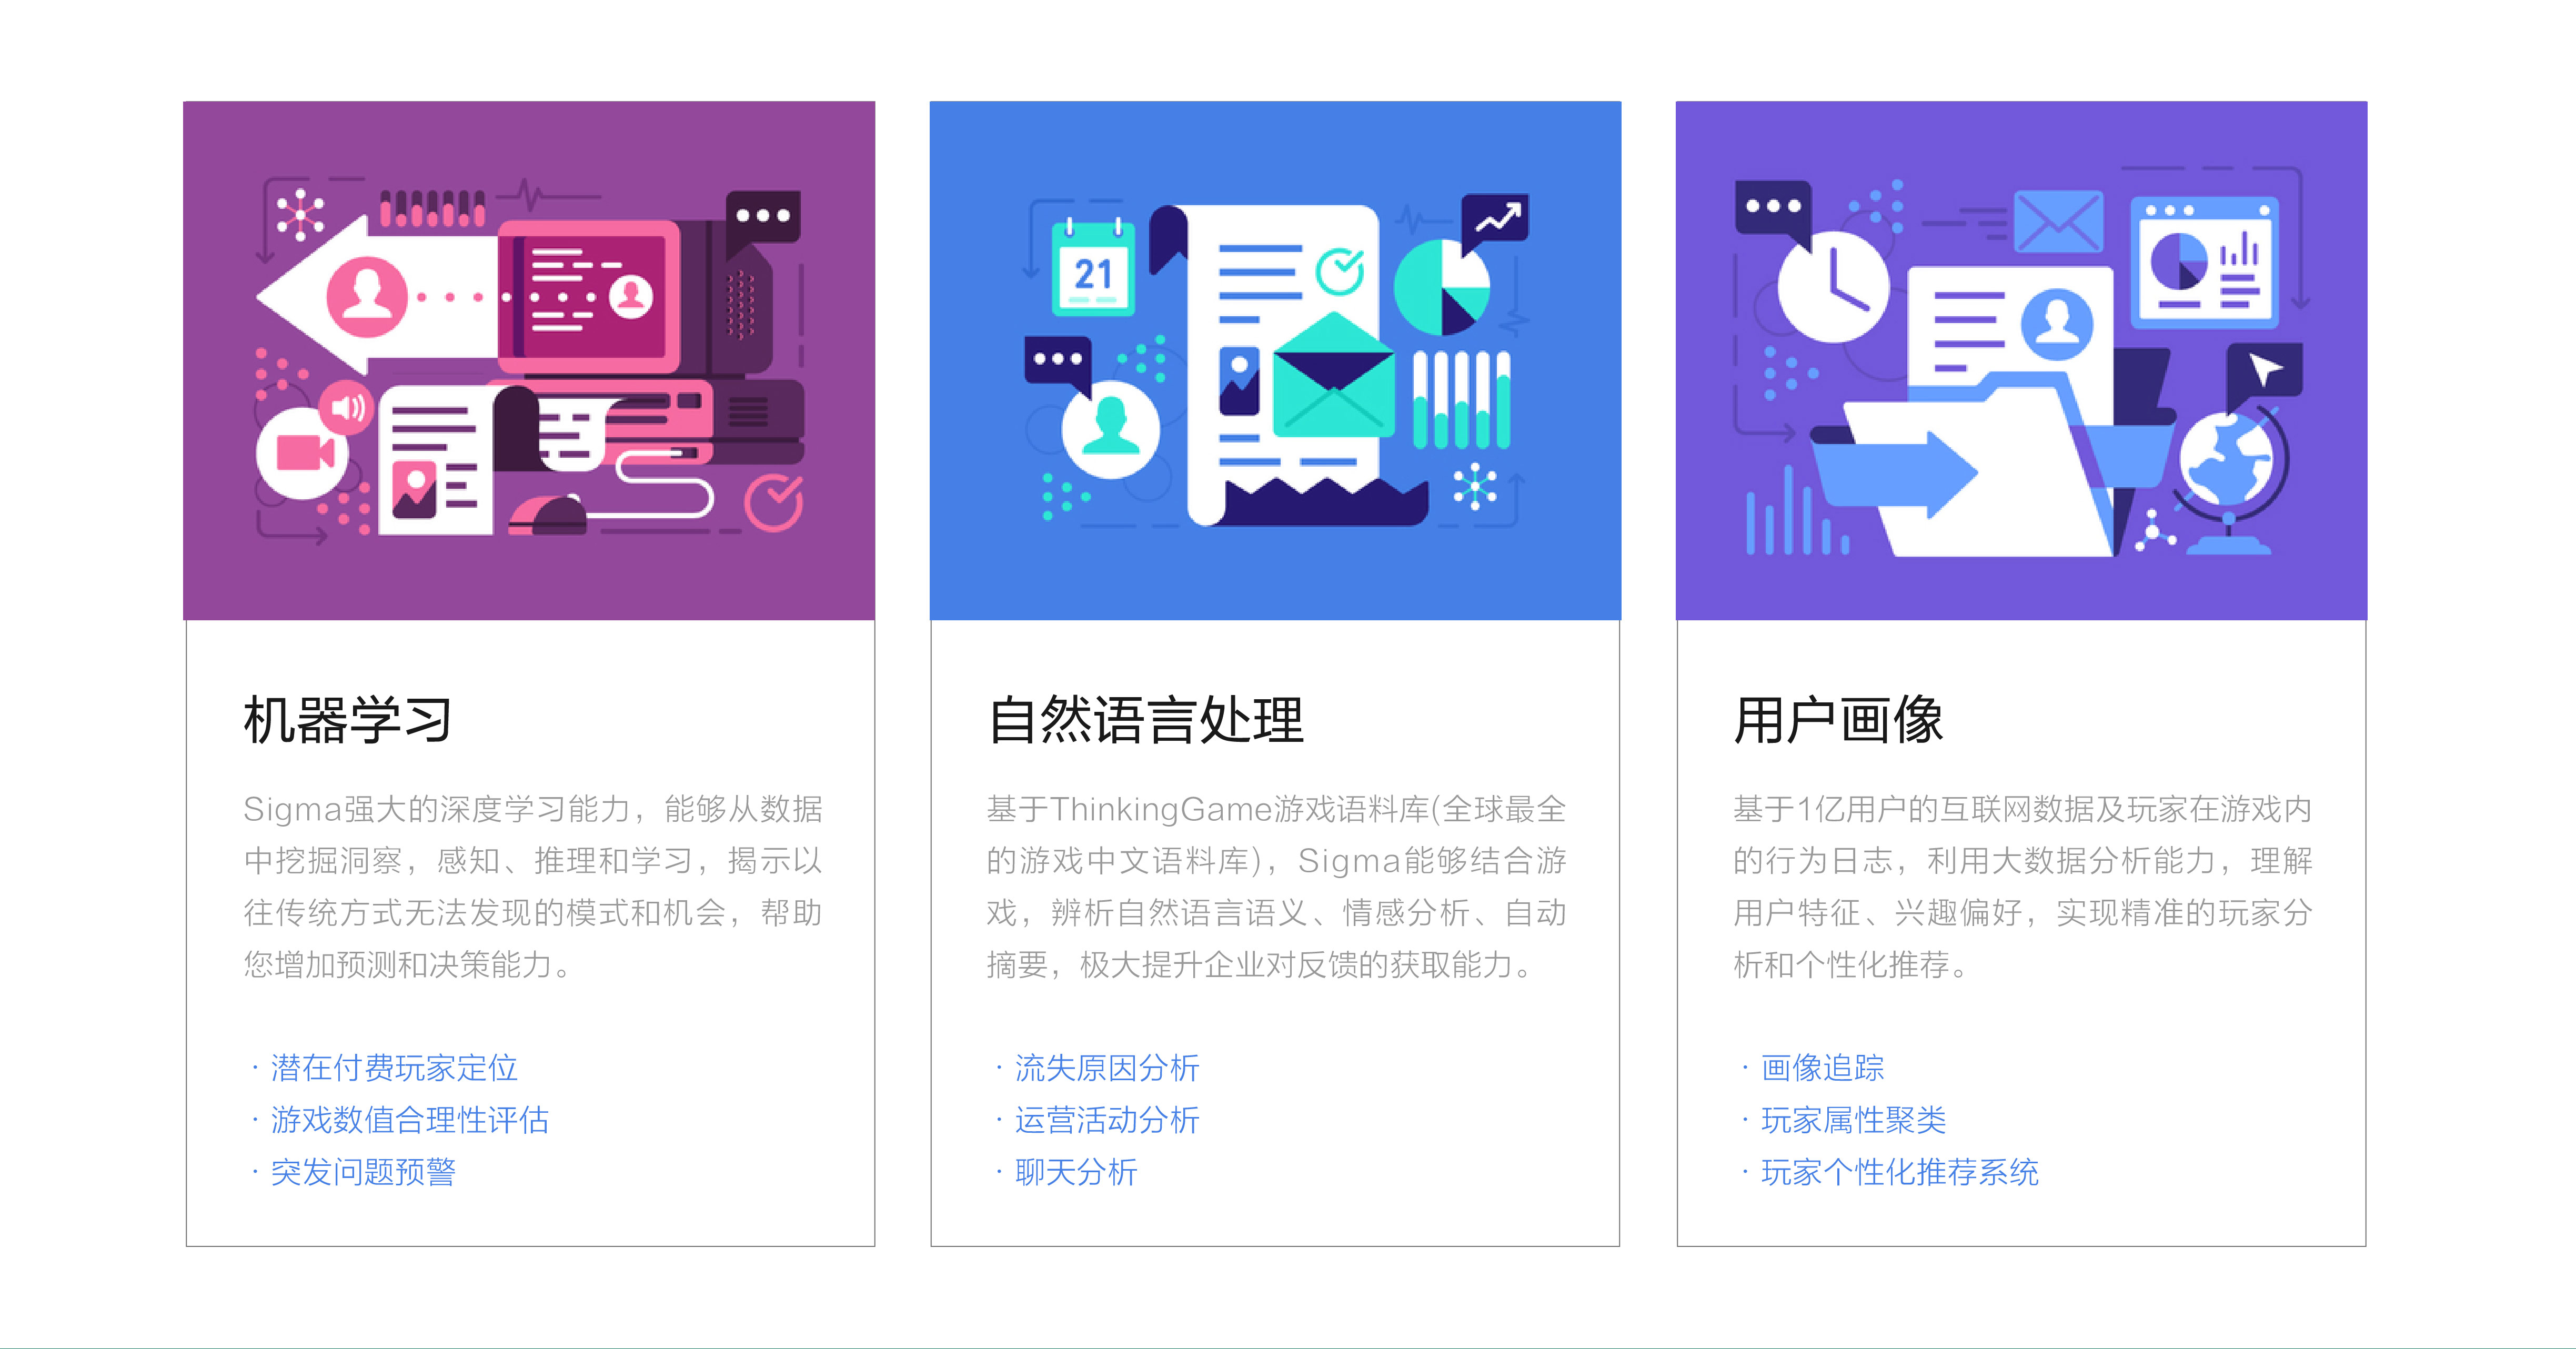 21
机器学习
Sigma强大的深度学习能力，能够从数据
中挖掘洞察，感知、推理和学习，揭示以
往传统方式无法发现的模式和机会，帮助
您增加预测和决策能力。
· 潜在付费玩家定位
· 游戏数值合理性评估
· 突发问题预警
自然语言处理
基于ThinkingGame游戏语料库(全球最全
的游戏中文语料库)，Sigma能够结合游
戏，辨析自然语言语义、情感分析、自动
摘要，极大提升企业对反馈的获取能力。
· 流失原因分析
· 运营活动分析
· 聊天分析
用户画像
基于1亿用户的互联网数据及玩家在游戏内
的行为日志，利用大数据分析能力，理解
用户特征、兴趣偏好，实现精准的玩家分
析和个性化推荐。
· 画像追踪
· 玩家属性聚类
· 玩家个性化推荐系统